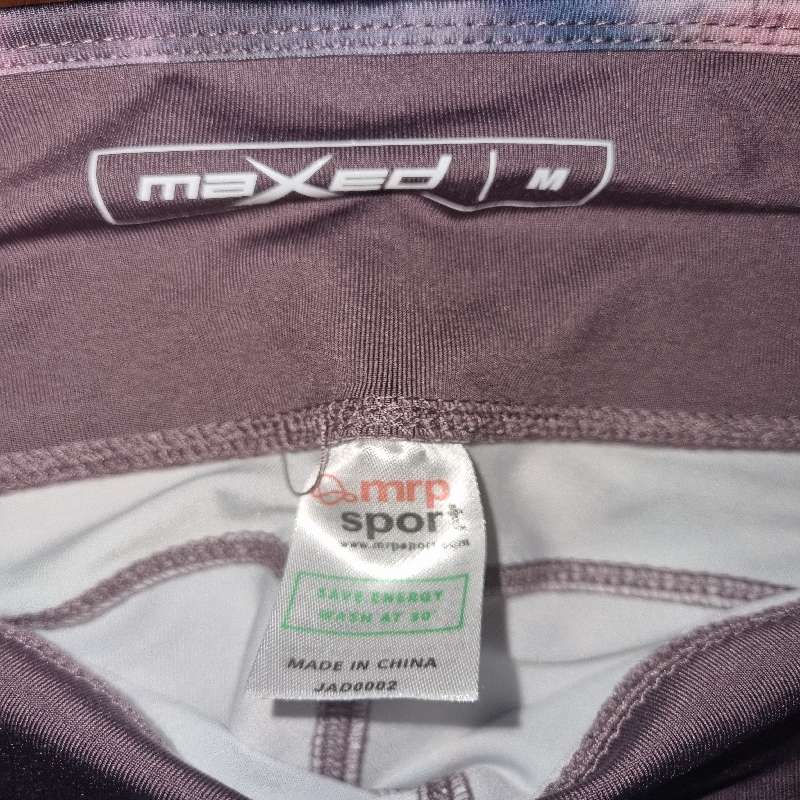 maxed | M
mrp
sport
www.mrpsport.com
SAVE ENERGY
WASH AT 30°
MADE IN CHINA
JAD0002